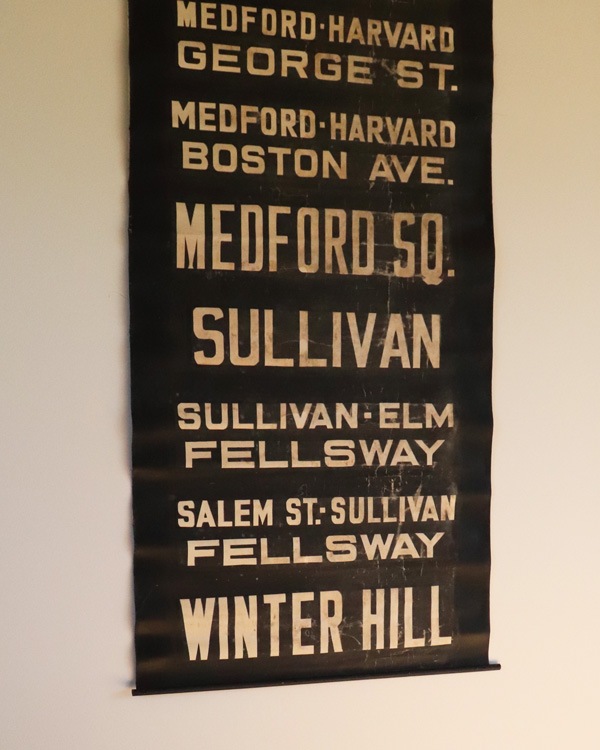 MEDFORD·HARVARD
GEORGE ST.
MEDFORD·HARVARD
BOSTON AVE.
MEDFORD SQ.
SULLIVAN
SULLIVAN·ELM
FELLSWAY
SALEM ST.·SULLIVAN
FELLSWAY
WINTER HILL